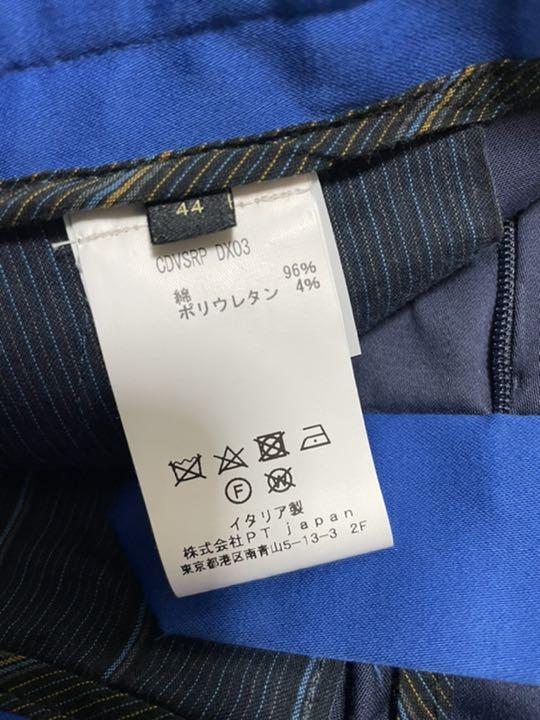 44
CDVSRP DX03
綿 96%
ポリウレタン 4%
F W
イタリア製
株式会社PT japan
東京都港区南青山5-13-3 2F